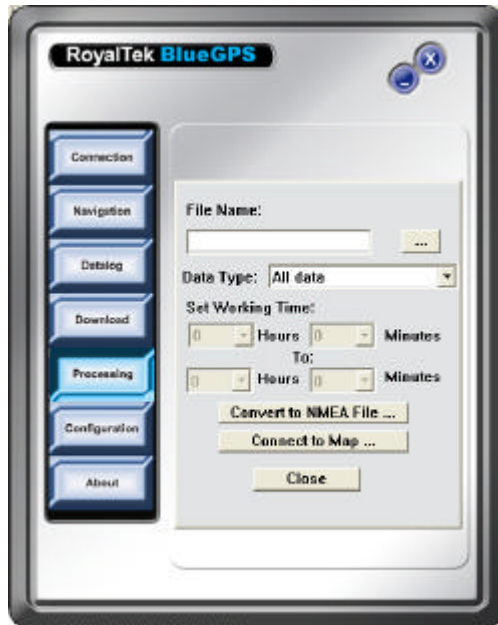 RoyalTek BlueGPS
X
Connection
Navigation
Datalog
Download
Processing
Configuration
About
File Name:
...
Data Type: All data
Set Working Time:
0 Hours 0 Minutes
To:
0 Hours 0 Minutes
Convert to NMEA File ...
Connect to Map ...
Close